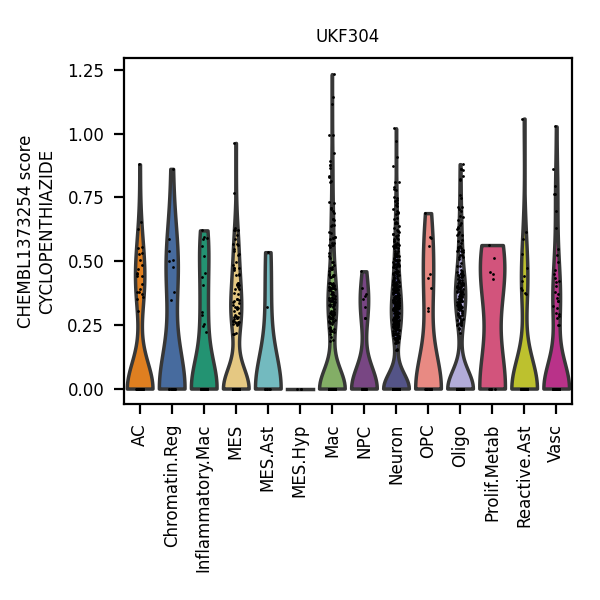 UKF304
CHEMBL1373254 score
CYCLOPENTHIAZIDE
1.25
1.00
0.75
0.50
0.25
0.00
AC
Chromatin.Reg
Inflammatory.Mac
MES
MES.Ast
MES.Hyp
Mac
NPC
Neuron
OPC
Oligo
Prolif.Metab
Reactive.Ast
Vasc